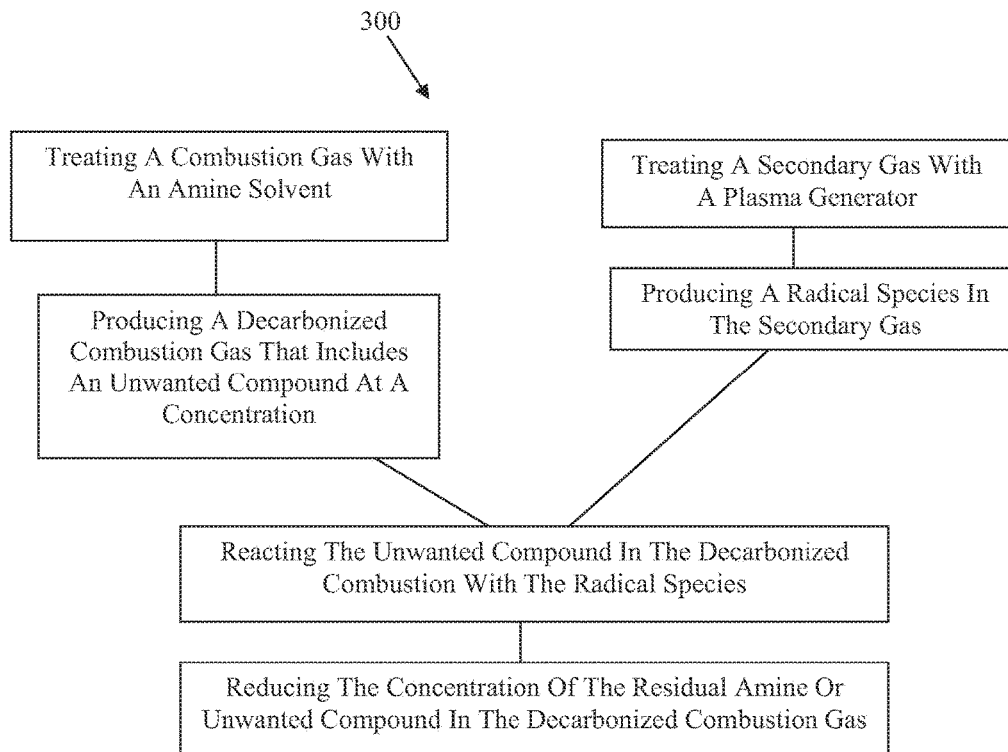 300
Treating A Combustion Gas With
An Amine Solvent
Treating A Secondary Gas With
A Plasma Generator
Producing A Decarbonized
Combustion Gas That Includes
An Unwanted Compound At A
Concentration
Producing A Radical Species In
The Secondary Gas
Reacting The Unwanted Compound In The Decarbonized
Combustion With The Radical Species
Reducing The Concentration Of The Residual Amine Or
Unwanted Compound In The Decarbonized Combustion Gas